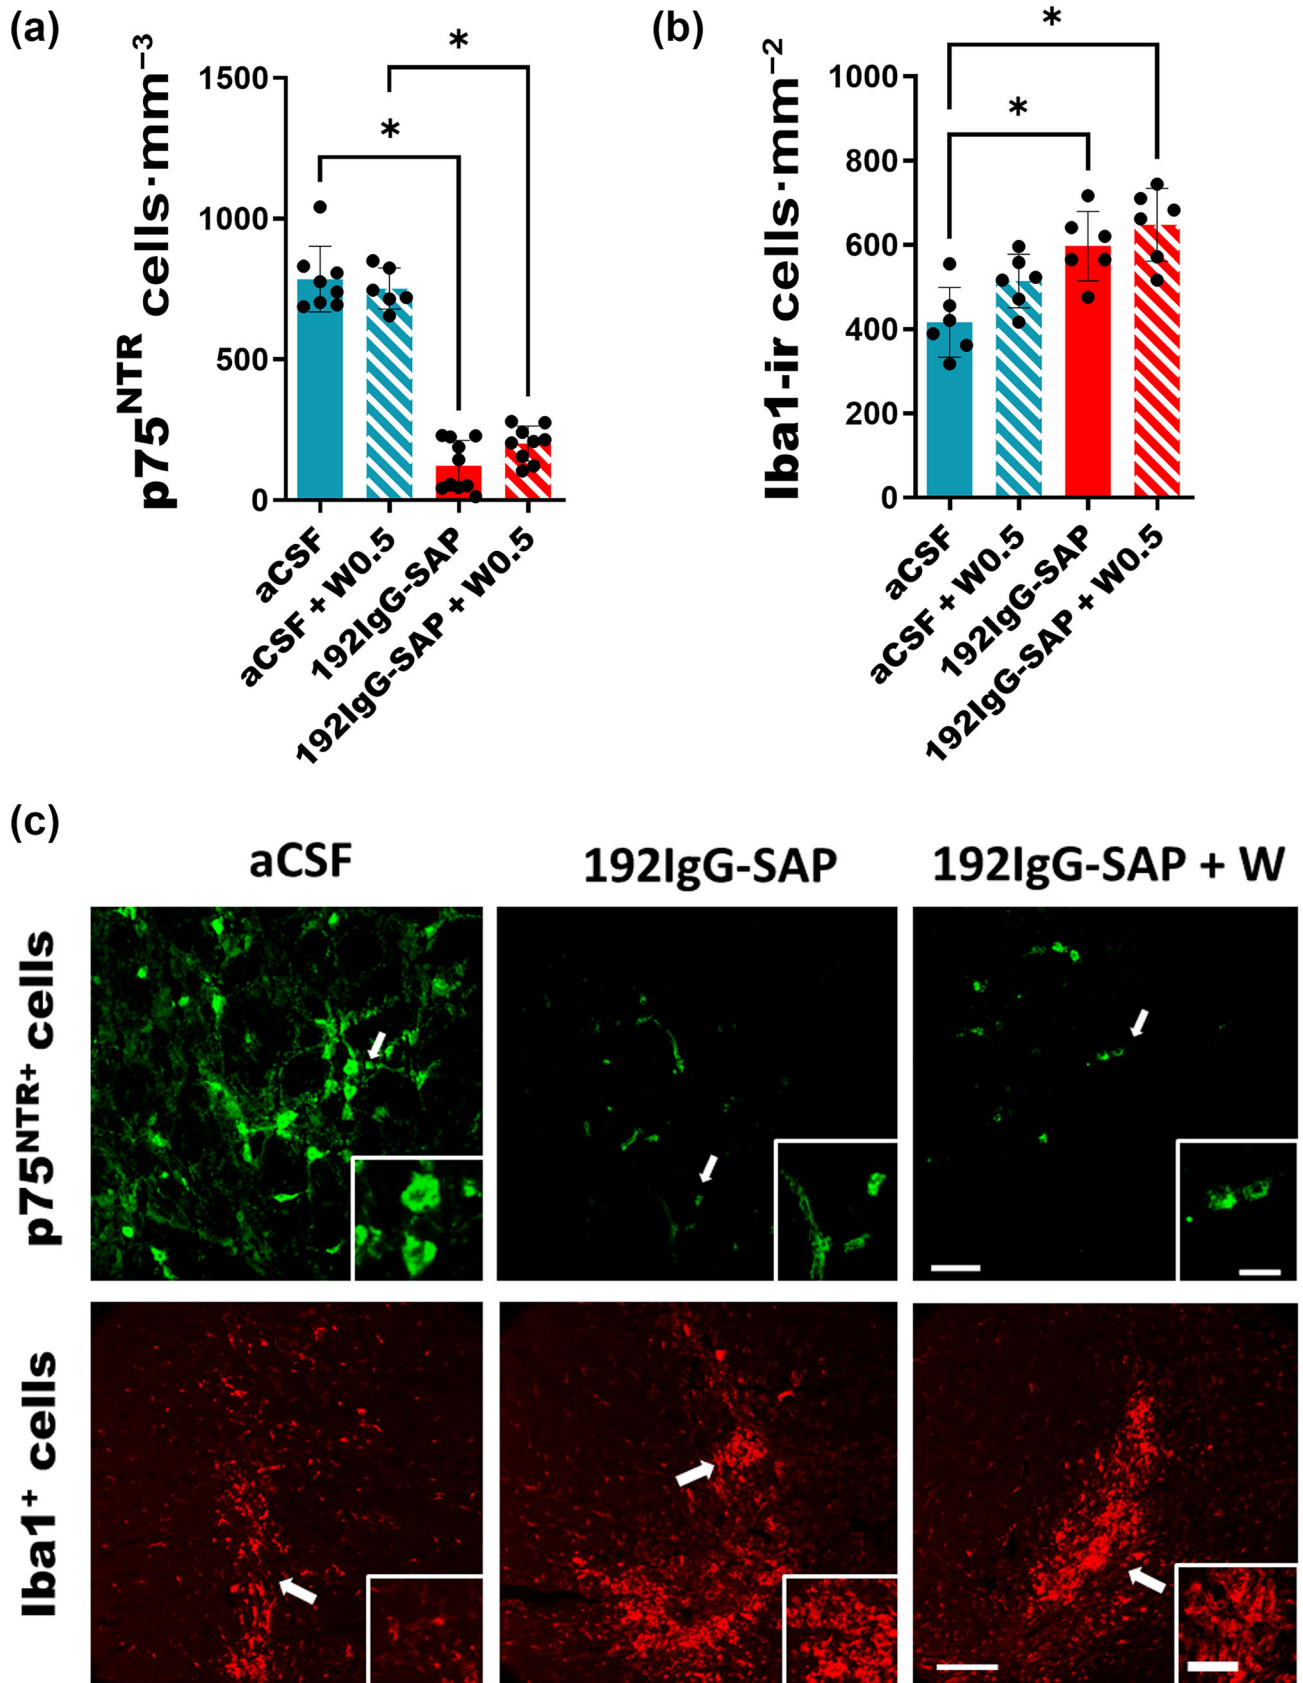 (a)
p75NTR cells·mm−3
*
*
1500
1000
500
0
aCSF
aCSF + W0.5
192IgG-SAP
192IgG-SAP + W0.5
(b)
Iba1-ir cells·mm−2
*
*
1000
800
600
400
200
0
aCSF
aCSF + W0.5
192IgG-SAP
192IgG-SAP + W0.5
(c)
aCSF
192IgG-SAP
192IgG-SAP + W
p75NTR+ cells
Iba1+ cells